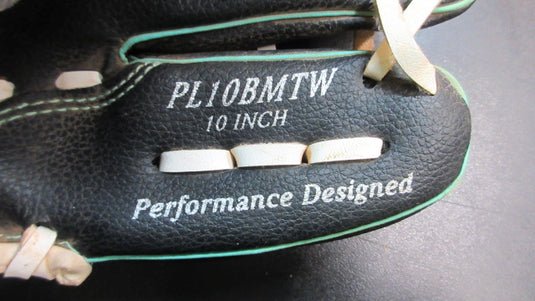 PL10BMTW
10 INCH
Performance Designed